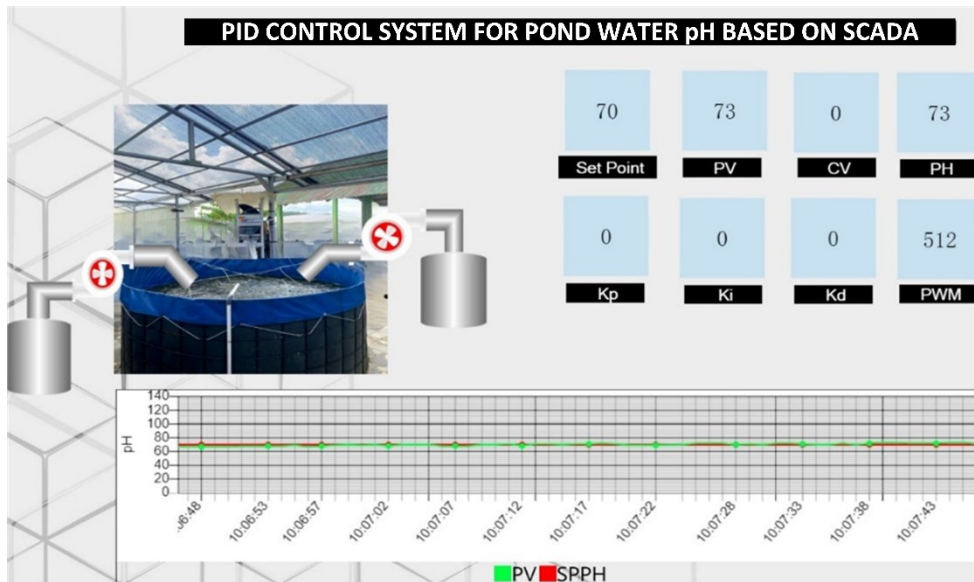 PID CONTROL SYSTEM FOR POND WATER pH BASED ON SCADA
70 73 0 73
Set Point PV CV PH
0 0 0 512
Kp Ki Kd PWM
140
120
100
80
60
40
20
0
pH
:06:48 10:06:53 10:06:57 10:07:02 10:07:07 10:07:12 10:07:17 10:07:22 10:07:28 10:07:33 10:07:38 10:07:43
PV SPPH